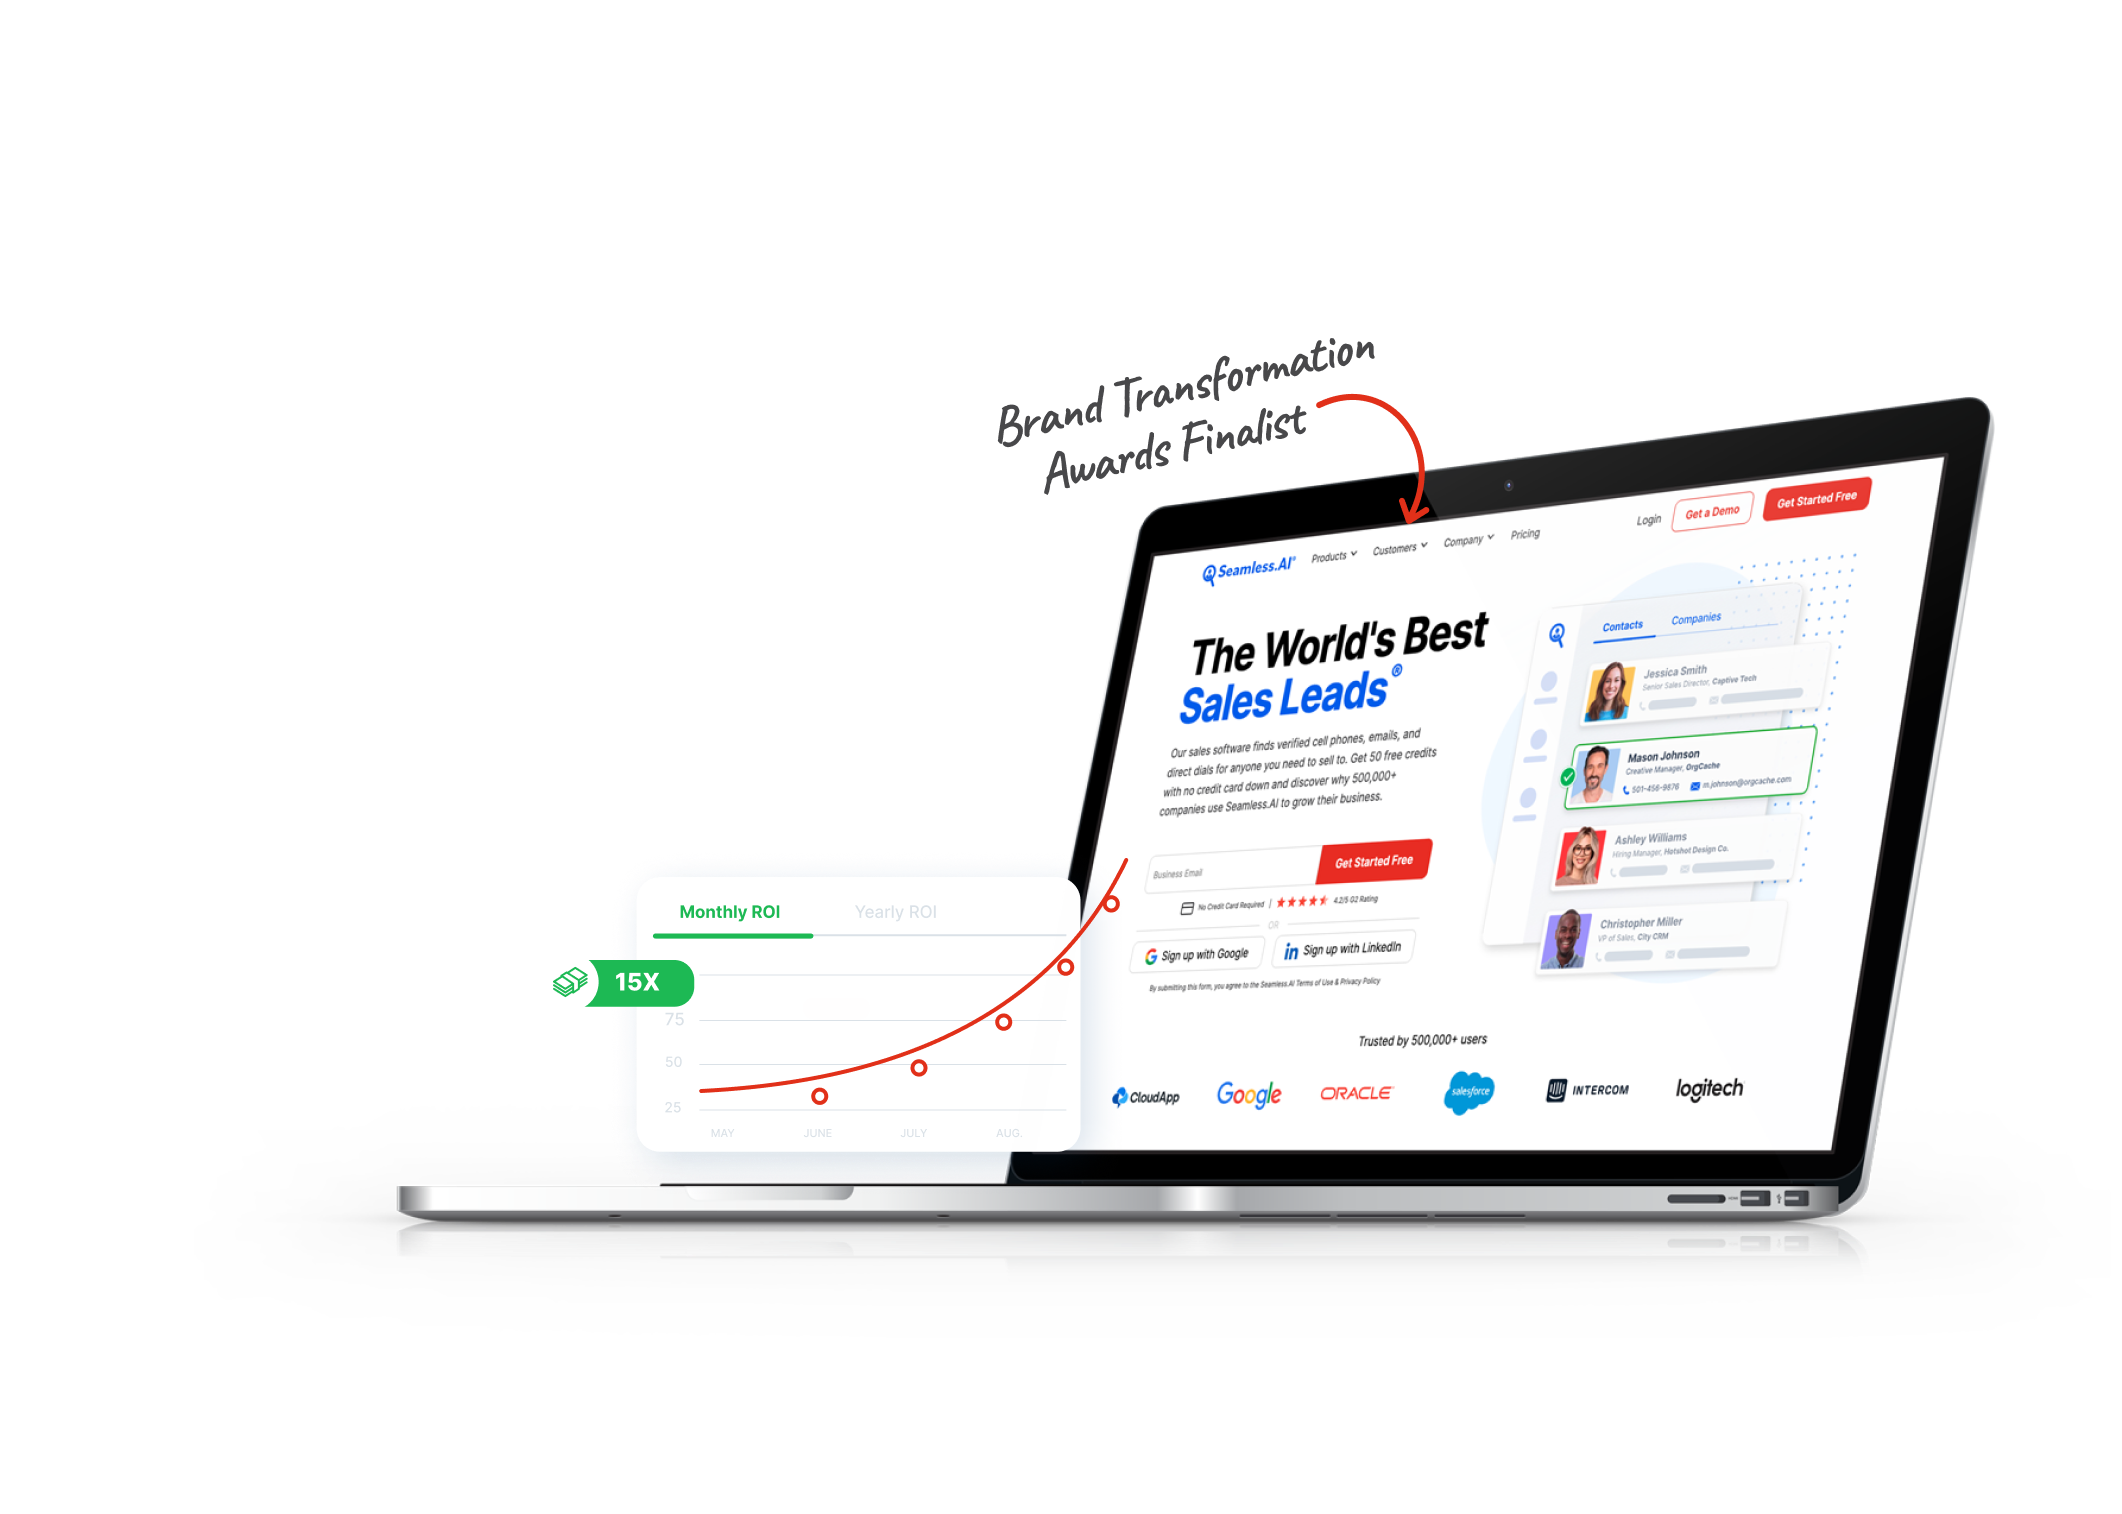 Brand Transformation
Awards Finalist
Seamless.AI®
Products
Customers
Company
Pricing
Login
Get a Demo
Get Started Free
The World's Best
Sales Leads®
Our sales software finds verified cell phones, emails, and
direct dials for anyone you need to sell to. Get 50 free credits
with no credit card down and discover why 500,000+
companies use Seamless.AI to grow their business.
Business Email
Get Started Free
No Credit Card Required | 4.2/5 G2 Rating
OR
Sign up with Google
in Sign up with LinkedIn
By submitting this form, you agree to the Seamless.AI Terms of Use & Privacy Policy
Contacts
Companies
Jessica Smith
Senior Sales Director, Captive Tech
Mason Johnson
Creative Manager, OrgCache
501-456-9876
m.johnson@orgcache.com
Ashley Williams
Hiring Manager, Hotshot Design Co.
Christopher Miller
VP of Sales, City CRM
Trusted by 500,000+ users
CloudApp
Google
ORACLE
salesforce
INTERCOM
logitech
Monthly ROI
Yearly ROI
15X
75
50
25
MAY
JUNE
JULY
AUG.